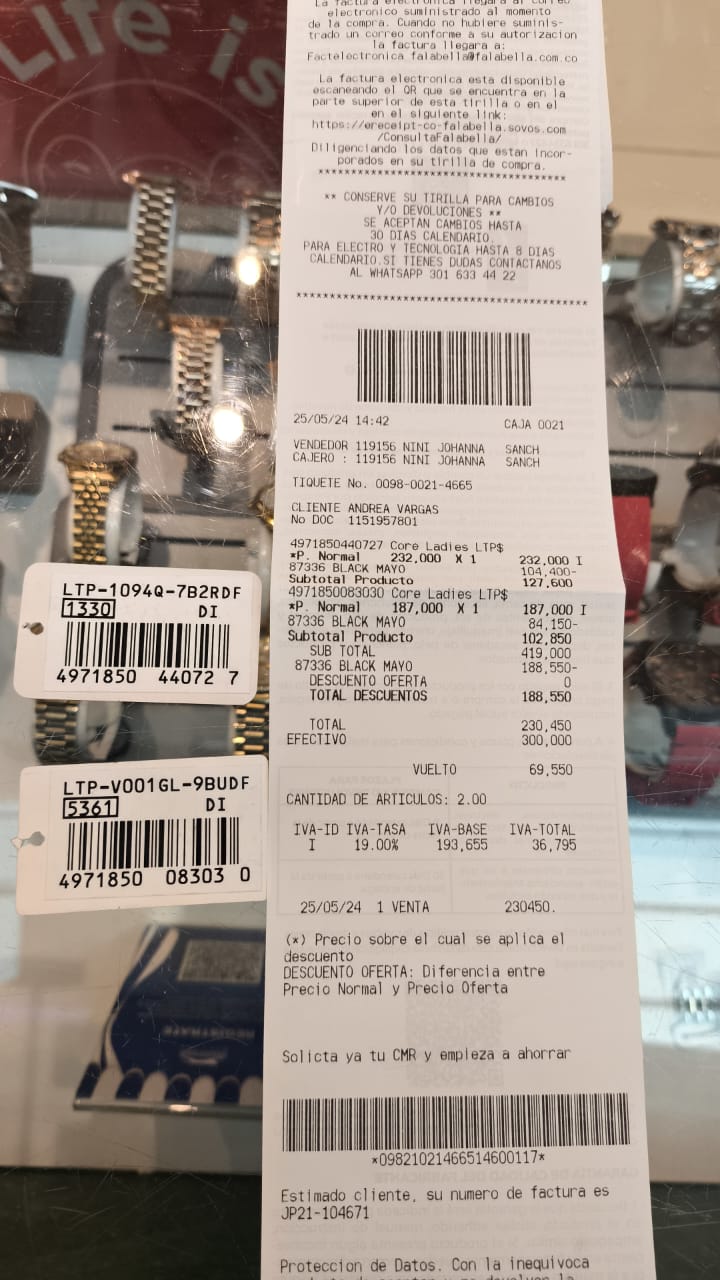 Life is
La factura electronica llegara al correo
electronico suministrado al momento
de la compra. Cuando no hubiere suminis-
trado un correo conforme a su autorizacion
la factura llegara a:
Factelectronica falabella@falabella.com.co
La factura electronica esta disponible
escaneando el QR que se encuentra en la
parte superior de esta tirilla o en el
en el siguiente link:
https://ereceipt-co-falabella.sovos.com
/ConsultaFalabella/
Diligenciando los datos que estan incor-
porados en su tirilla de compra.
****************************************
** CONSERVE SU TIRILLA PARA CAMBIOS
Y/O DEVOLUCIONES **
SE ACEPTAN CAMBIOS HASTA
30 DIAS CALENDARIO.
PARA ELECTRO Y TECNOLOGIA HASTA 8 DIAS
CALENDARIO.SI TIENES DUDAS CONTACTANOS
AL WHATSAPP 301 633 44 22
****************************************
25/05/24 14:42 CAJA 0021
VENDEDOR 119156 NINI JOHANNA SANCH
CAJERO : 119156 NINI JOHANNA SANCH
TIQUETE No. 0098-0021-4665
CLIENTE ANDREA VARGAS
No DOC 1151957801
4971850440727 Core Ladies LTP$
*P. Normal 232,000 X 1 232,000 I
87336 BLACK MAYO 104,400-
Subtotal Producto 127,600
4971850083030 Core Ladies LTP$
*P. Normal 187,000 X 1 187,000 I
87336 BLACK MAYO 84,150-
Subtotal Producto 102,850
SUB TOTAL 419,000
87336 BLACK MAYO 188,550-
DESCUENTO OFERTA 0
TOTAL DESCUENTOS 188,550
TOTAL 230,450
EFECTIVO 300,000
VUELTO 69,550
CANTIDAD DE ARTICULOS: 2.00
IVA-ID IVA-TASA IVA-BASE IVA-TOTAL
I 19.00% 193,655 36,795
25/05/24 1 VENTA 230450.
(*) Precio sobre el cual se aplica el
descuento
DESCUENTO OFERTA: Diferencia entre
Precio Normal y Precio Oferta
Solicta ya tu CMR y empieza a ahorrar
*09821021466514600117*
Estimado cliente, su numero de factura es
JP21-104671
Proteccion de Datos. Con la inequivoca
LTP-1094Q-7B2RDF
1330 DI
4971850 44072 7
LTP-V001GL-9BUDF
5361 DI
4971850 08303 0
REGISTRATE